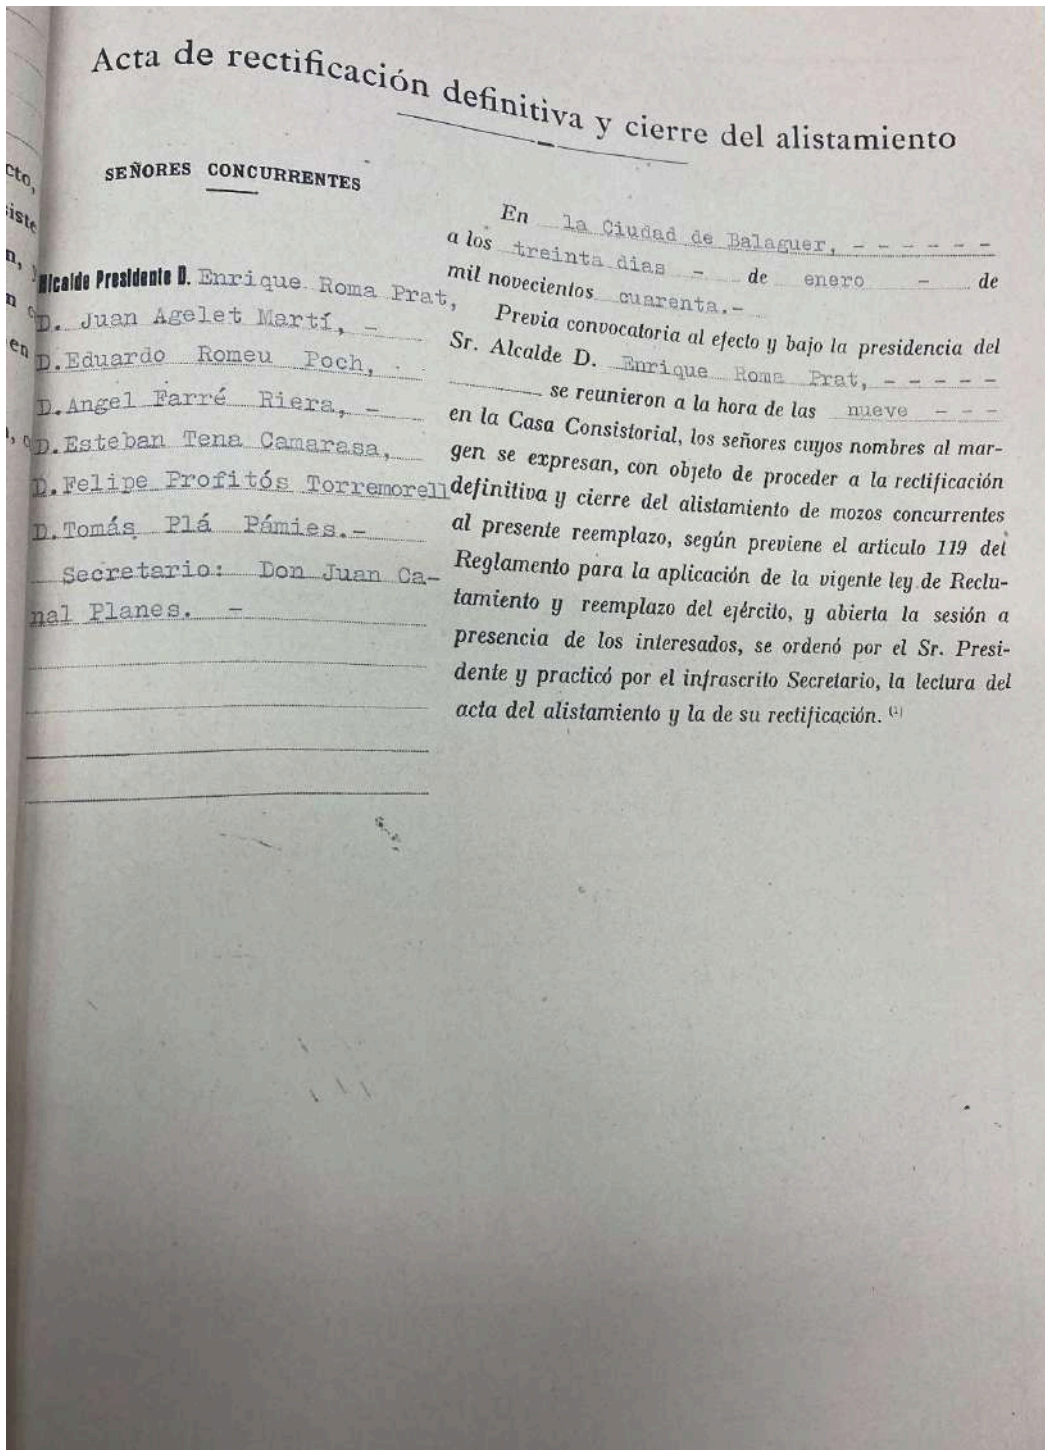 Acta de rectificación definitiva y cierre del alistamiento
SEÑORES CONCURRENTES
Alcalde Presidente D. Enrique Roma Prat,
D. Juan Agelet Martí, -
D. Eduardo Romeu Poch,
D. Angel Farré Riera, -
D. Esteban Tena Camarasa,
D. Felipe Profitós Torremorell
D. Tomás Plá Pámies.-
Secretario: Don Juan Ca-
nal Planes. -
En la Ciudad de Balaguer, - - - - - -
a los treinta dias - de enero - de
mil novecientos cuarenta.-
Previa convocatoria al efecto y bajo la presidencia del
Sr. Alcalde D. Enrique Roma Prat, - - - - -
se reunieron a la hora de las nueve - - -
en la Casa Consistorial, los señores cuyos nombres al mar-
gen se expresan, con objeto de proceder a la rectificación
definitiva y cierre del alistamiento de mozos concurrentes
al presente reemplazo, según previene el artículo 119 del
Reglamento para la aplicación de la vigente ley de Reclu-
tamiento y reemplazo del ejército, y abierta la sesión a
presencia de los interesados, se ordenó por el Sr. Presi-
dente y practicó por el infrascrito Secretario, la lectura del
acta del alistamiento y la de su rectificación. (1)